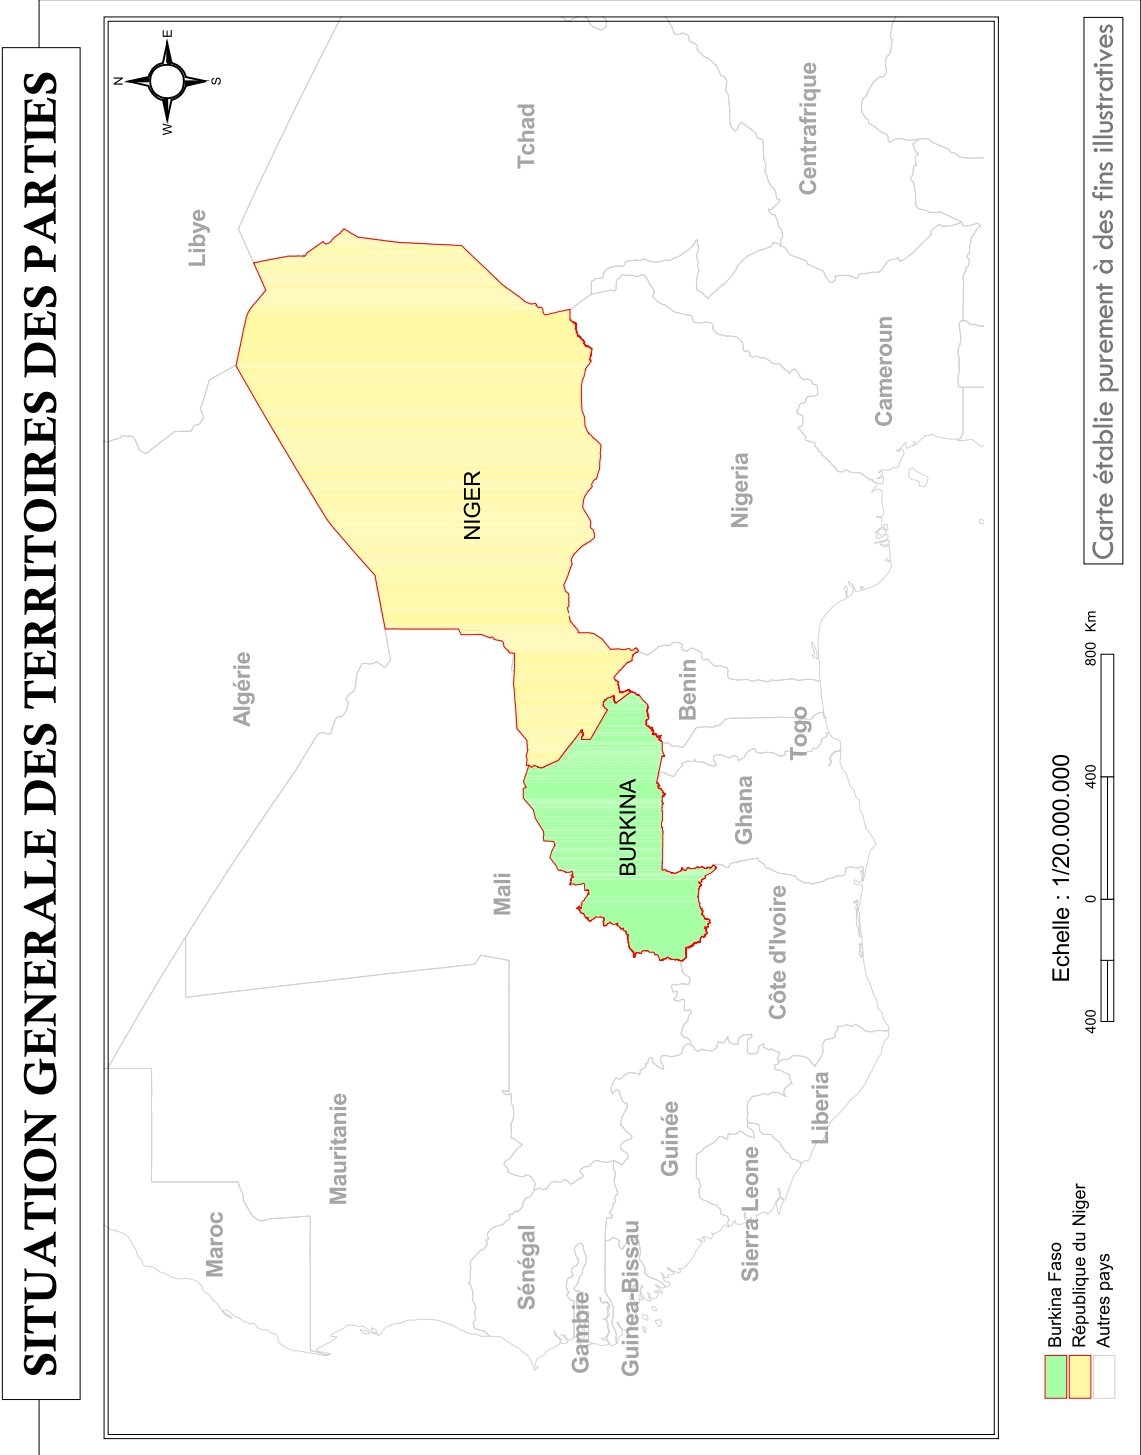 SITUATION GENERALE DES TERRITOIRES DES PARTIES
N
W
E
S
Maroc
Algérie
Libye
Mauritanie
Mali
NIGER
Tchad
Sénégal
Gambie
Guinea-Bissau
Guinée
BURKINA
Benin
Nigeria
Sierra Leone
Liberia
Côte d'Ivoire
Ghana
Togo
Cameroun
Centrafrique
Burkina Faso
République du Niger
Autres pays
Echelle : 1/20.000.000
400 0 400 800 Km
Carte établie purement à des fins illustratives